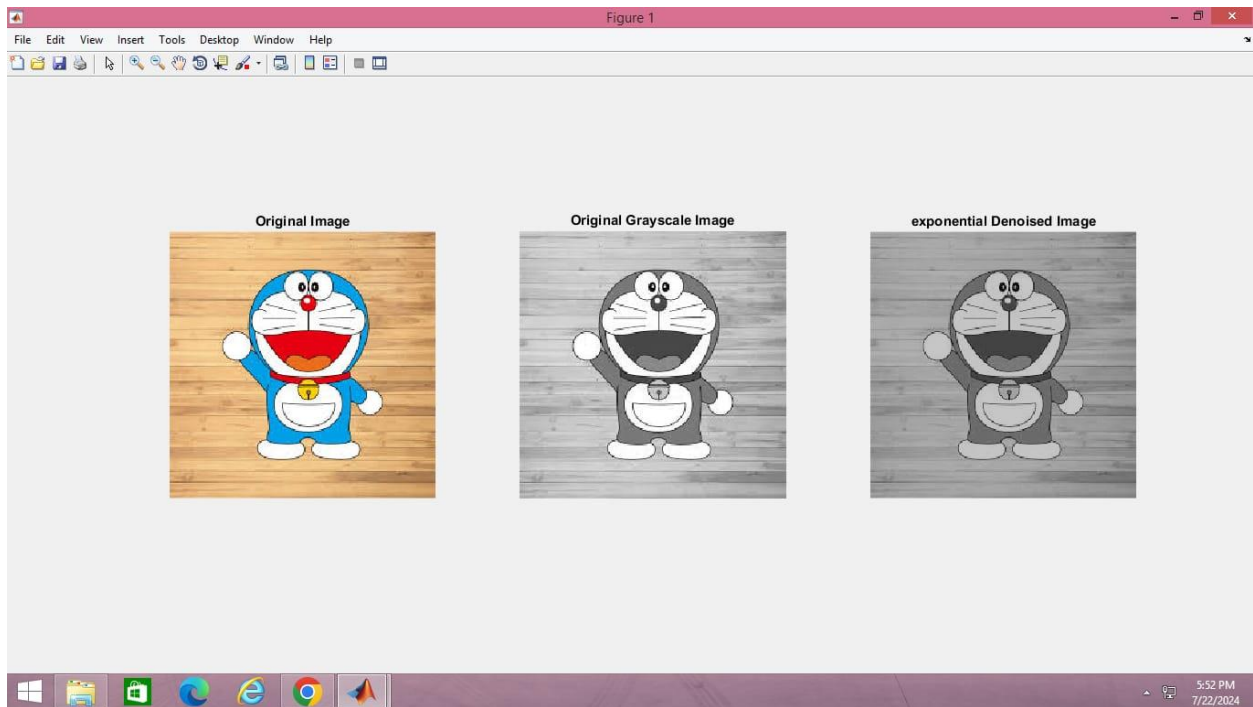 Figure 1
File Edit View Insert Tools Desktop Window Help
Original Image
Original Grayscale Image
exponential Denoised Image
5:52 PM
7/22/2024